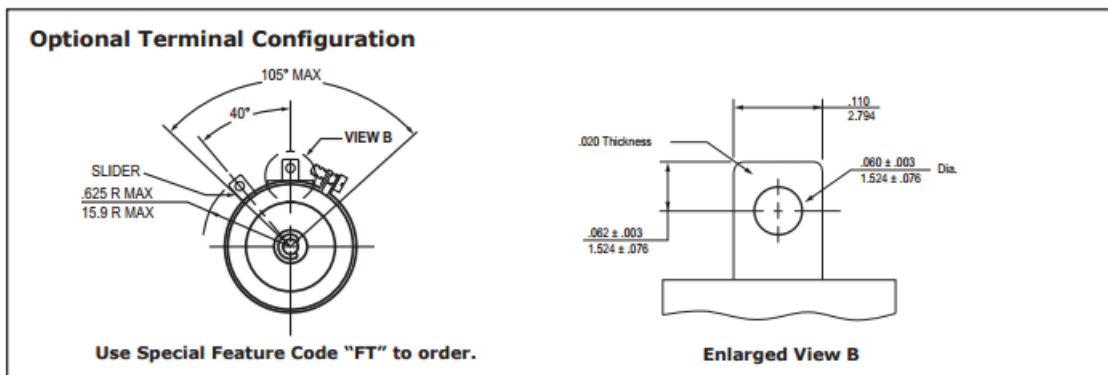 Optional Terminal Configuration
105° MAX
40°
VIEW B
SLIDER
.625 R MAX
15.9 R MAX
Use Special Feature Code “FT” to order.
.110
2.794
.020 Thickness
.060 ± .003
1.524 ± .076
Dia.
.062 ± .003
1.524 ± .076
Enlarged View B